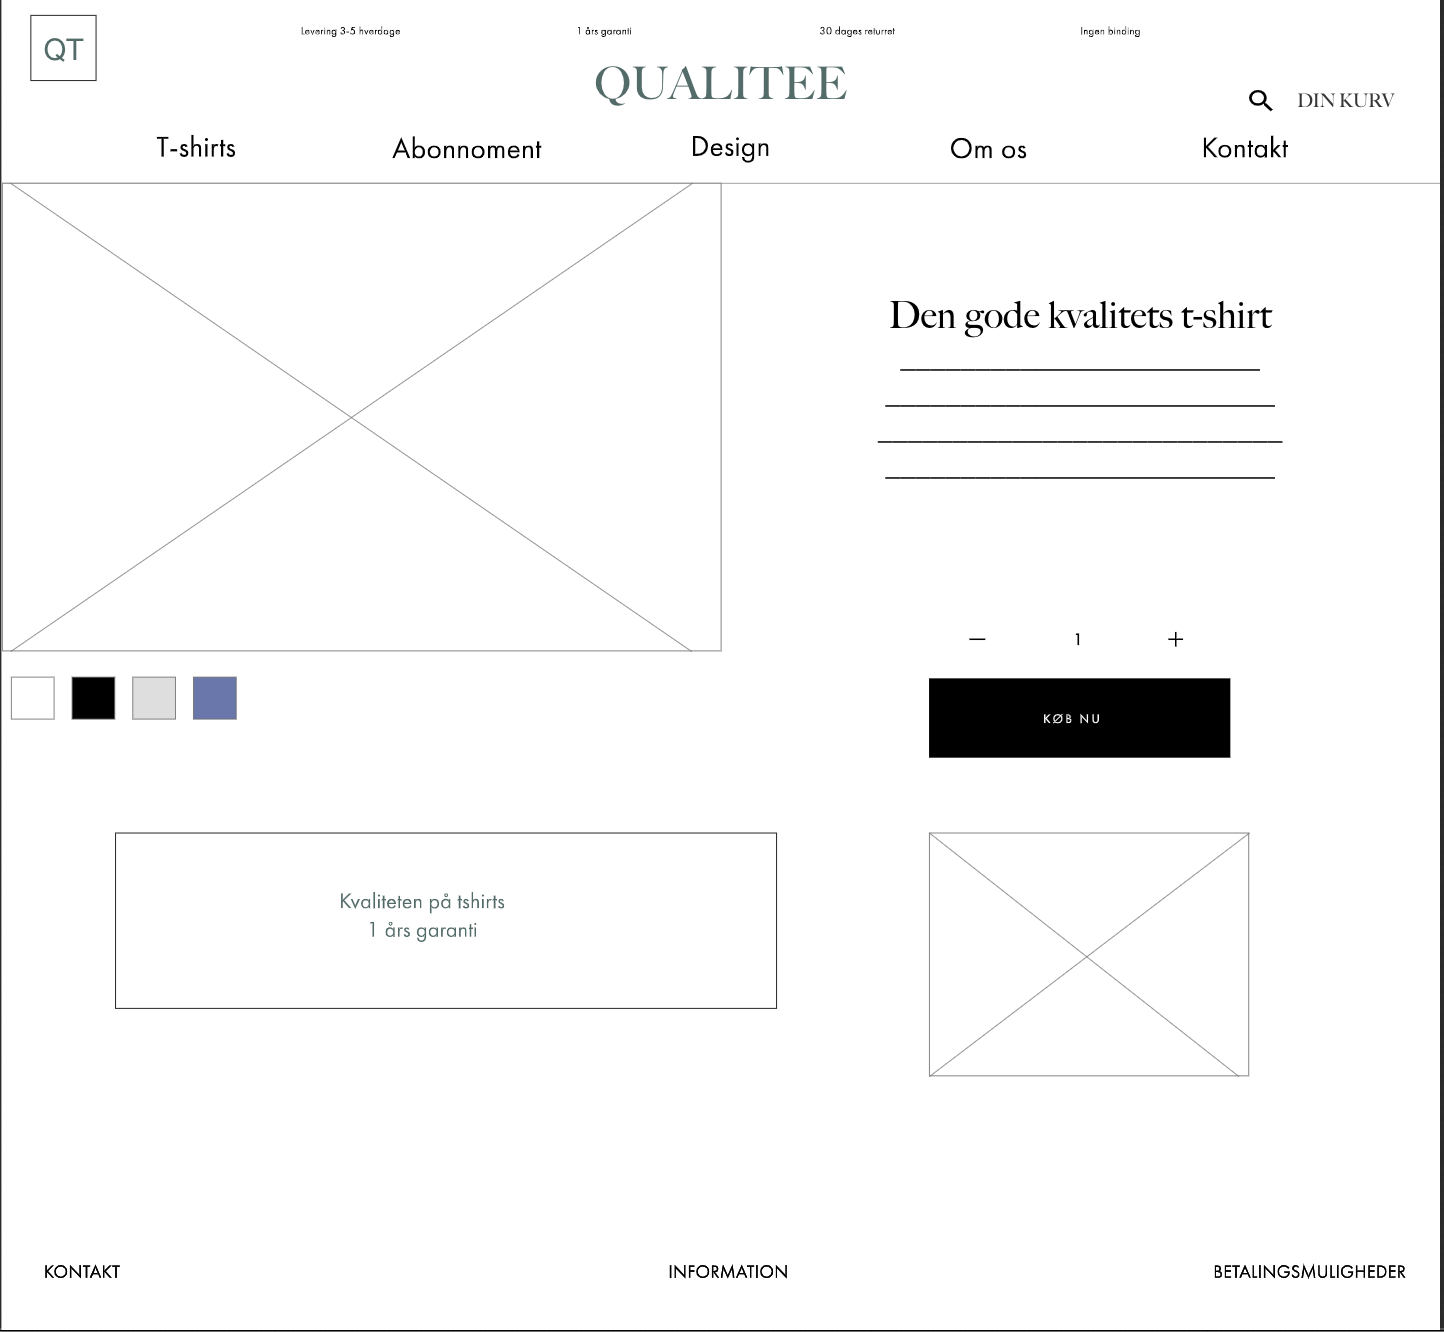 QT
Levering 3-5 hverdage
1 års garanti
30 dages returret
Ingen binding
QUALITEE
DIN KURV
T-shirts
Abonnoment
Design
Om os
Kontakt
Den gode kvalitets t-shirt
1
KØB NU
Kvaliteten på tshirts
1 års garanti
KONTAKT
INFORMATION
BETALINGSMULIGHEDER